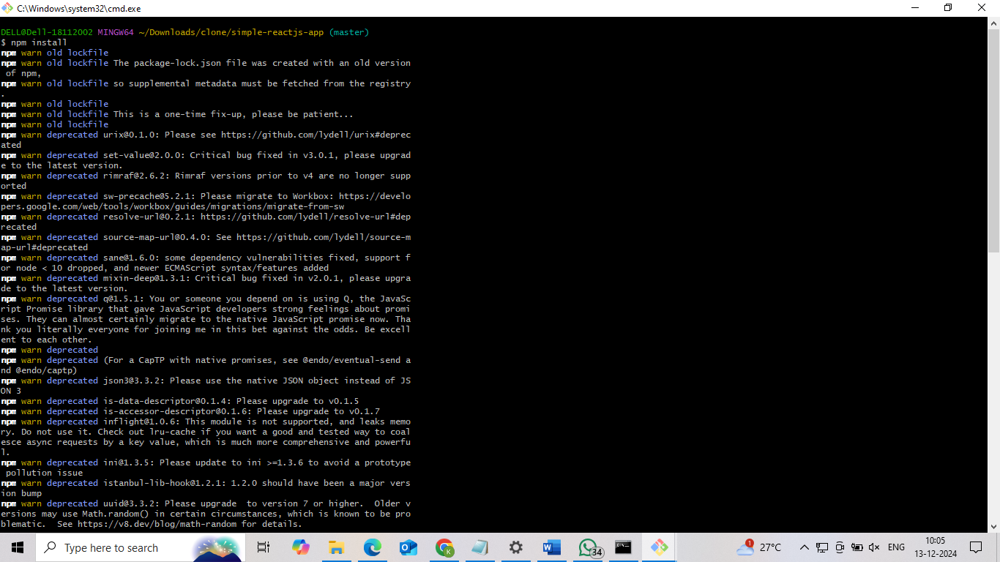 C:\Windows\system32\cmd.exe
DELL@Dell-18112002 MINGW64 ~/Downloads/clone/simple-reactjs-app (master)
$ npm install
npm warn old lockfile
npm warn old lockfile The package-lock.json file was created with an old version
 of npm,
npm warn old lockfile so supplemental metadata must be fetched from the registry
.
npm warn old lockfile
npm warn old lockfile This is a one-time fix-up, please be patient...
npm warn old lockfile
npm warn deprecated urix@0.1.0: Please see https://github.com/lydell/urix#deprec
ated
npm warn deprecated set-value@2.0.0: Critical bug fixed in v3.0.1, please upgrad
e to the latest version.
npm warn deprecated rimraf@2.6.2: Rimraf versions prior to v4 are no longer supp
orted
npm warn deprecated sw-precache@5.2.1: Please migrate to Workbox: https://develo
pers.google.com/web/tools/workbox/guides/migrations/migrate-from-sw
npm warn deprecated resolve-url@0.2.1: https://github.com/lydell/resolve-url#dep
recated
npm warn deprecated source-map-url@0.4.0: See https://github.com/lydell/source-m
ap-url#deprecated
npm warn deprecated sane@1.6.0: some dependency vulnerabilities fixed, support f
or node < 10 dropped, and newer ECMAScript syntax/features added
npm warn deprecated mixin-deep@1.3.1: Critical bug fixed in v2.0.1, please upgra
de to the latest version.
npm warn deprecated q@1.5.1: You or someone you depend on is using Q, the JavaSc
ript Promise library that gave JavaScript developers strong feelings about promi
ses. They can almost certainly migrate to the native JavaScript promise now. Tha
nk you literally everyone for joining me in this bet against the odds. Be excell
ent to each other.
npm warn deprecated
npm warn deprecated (For a CapTP with native promises, see @endo/eventual-send a
nd @endo/captp)
npm warn deprecated json3@3.3.2: Please use the native JSON object instead of JS
ON 3
npm warn deprecated is-data-descriptor@0.1.4: Please upgrade to v0.1.5
npm warn deprecated is-accessor-descriptor@0.1.6: Please upgrade to v0.1.7
npm warn deprecated inflight@1.0.6: This module is not supported, and leaks memo
ry. Do not use it. Check out lru-cache if you want a good and tested way to coal
esce async requests by a key value, which is much more comprehensive and powerfu
l.
npm warn deprecated ini@1.3.5: Please update to ini >=1.3.6 to avoid a prototype
 pollution issue
npm warn deprecated istanbul-lib-hook@1.2.1: 1.2.0 should have been a major vers
ion bump
npm warn deprecated uuid@3.3.2: Please upgrade  to version 7 or higher.  Older v
ersions may use Math.random() in certain circumstances, which is known to be pro
blematic.  See https://v8.dev/blog/math-random for details.
Type here to search
K
34
1
27°C
ENG
10:05
13-12-2024